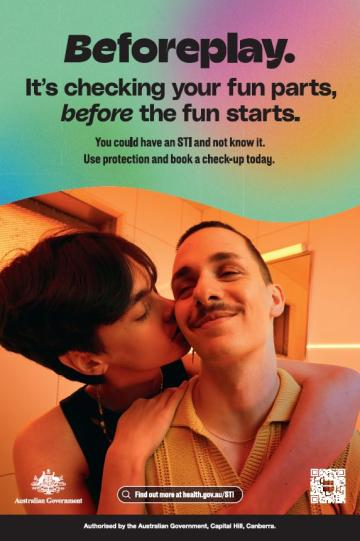 Beforeplay.
It's checking your fun parts,
before the fun starts.
You could have an STI and not know it.
Use protection and book a check-up today.
Australian Government
Find out more at health.gov.au/STI
Authorised by the Australian Government, Capital Hill, Canberra.